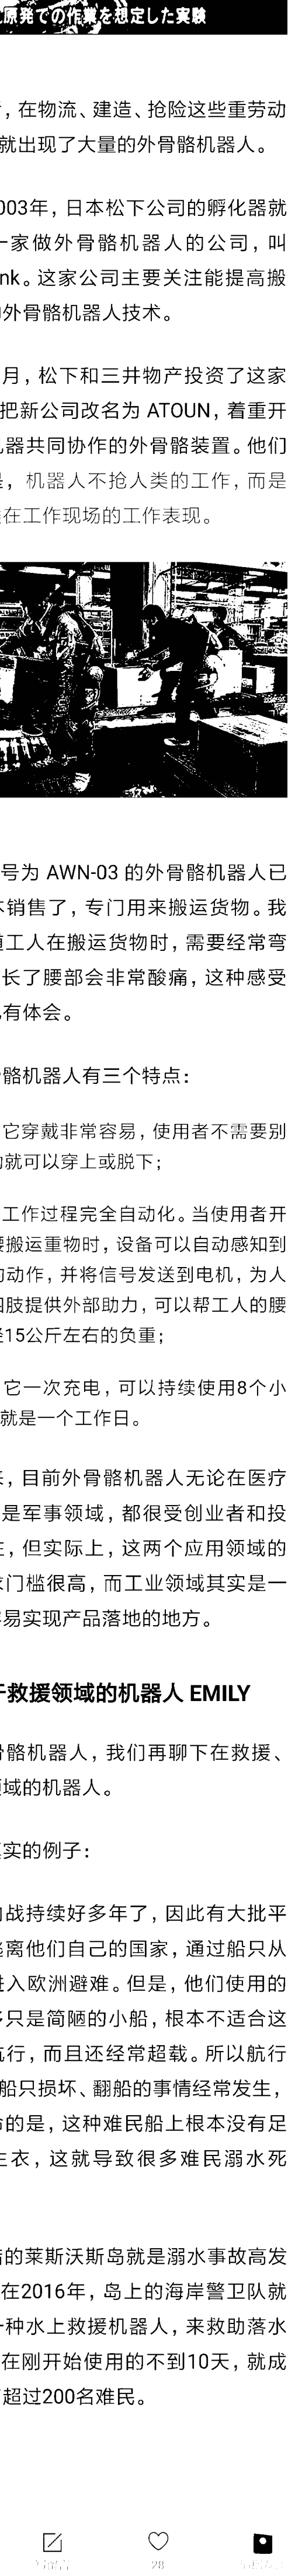 原発での作業を想定した実験
，在物流、建造、抢险这些重劳动
就出现了大量的外骨骼机器人。
003年，日本松下公司的孵化器就
一家做外骨骼机器人的公司，叫
nk。这家公司主要关注能提高搬
外骨骼机器人技术。
月，松下和三井物产投资了这家
把新公司改名为 ATOUN，着重开
器共同协作的外骨骼装置。他们
，机器人不抢人类的工作，而是
在工作现场的工作表现。
号为 AWN-03 的外骨骼机器人已
销售了，专门用来搬运货物。我
工人在搬运货物时，需要经常弯
长了腰部会非常酸痛，这种感受
有体会。
骼机器人有三个特点：
它穿戴非常容易，使用者不需要别
就可以穿上或脱下；
工作过程完全自动化。当使用者开
搬运重物时，设备可以自动感知到
动作，并将信号发送到电机，为人
肢提供外部助力，可以帮工人的腰
15公斤左右的负重；
它一次充电，可以持续使用8个小
就是一个工作日。
，目前外骨骼机器人无论在医疗
是军事领域，都很受创业者和投
，但实际上，这两个应用领域的
门槛很高，而工业领域其实是一
易实现产品落地的地方。
于救援领域的机器人 EMILY
骼机器人，我们再聊下在救援、
域的机器人。
实的例子：
战持续好多年了，因此有大批平
离他们自己的国家，通过船只从
进入欧洲避难。但是，他们使用的
只是简陋的小船，根本不适合这
航行，而且还经常超载。所以航行
船只损坏、翻船的事情经常发生，
的是，这种难民船上根本没有足
生衣，这就导致很多难民溺水死
的莱斯沃斯岛就是溺水事故高发
在2016年，岛上的海岸警卫队就
一种水上救援机器人，来救助落水
在刚开始使用的不到10天，就成
超过200名难民。
28